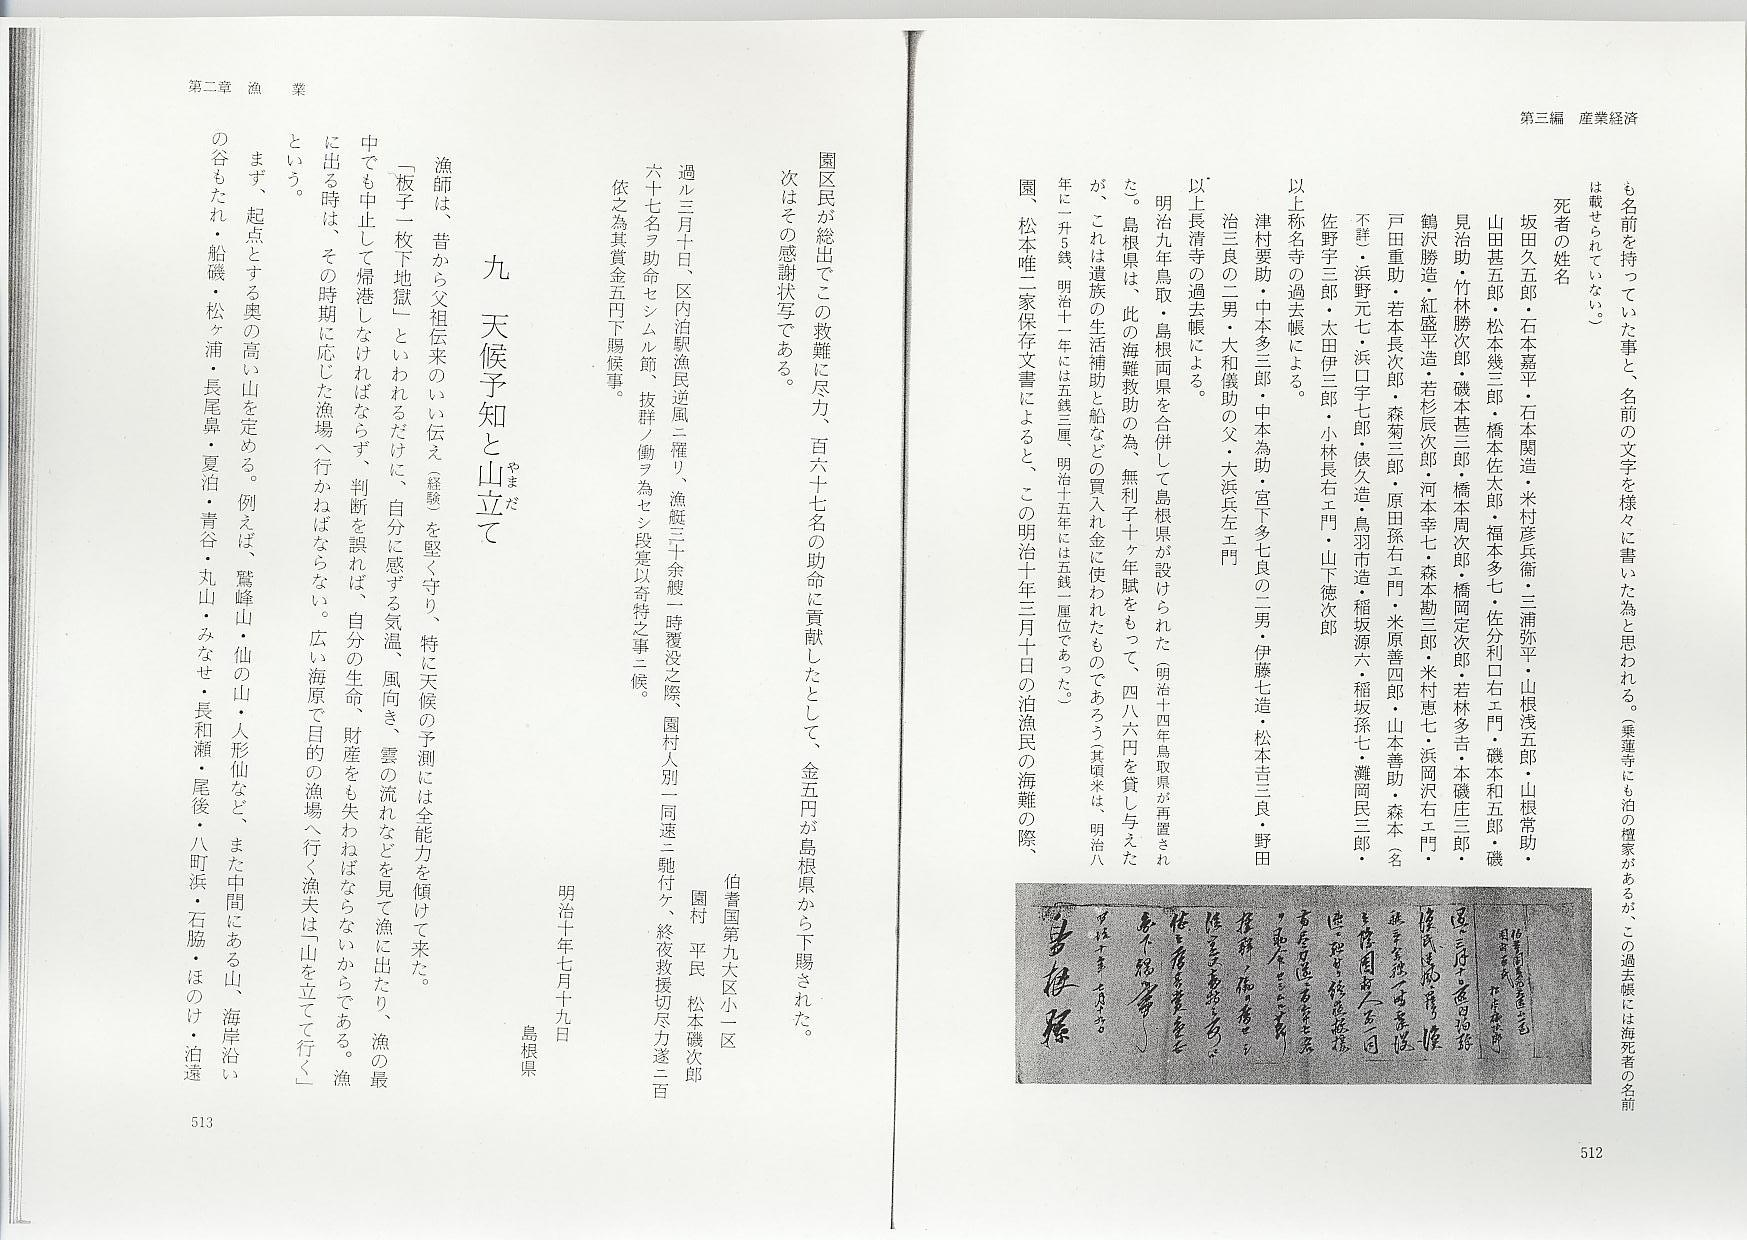 第三編　産業経済
も名前を持っていた事と、名前の文字を様々に書いた為と思われる。（乗蓮寺にも泊の檀家があるが、この過去帳には海死者の名前
は載せられていない。）
死者の姓名
坂田久五郎・石本嘉平・石本関造・米村彦兵衞・三浦弥平・山根浅五郎・山根常助・
山田甚五郎・松本幾三郎・橋本佐太郎・福本多七・佐分利口右ェ門・磯本和五郎・磯
見治助・竹林勝次郎・磯本甚三郎・橋本周次郎・橋岡定次郎・若林多吉・本磯庄三郎・
鶴沢勝造・紅盛平造・若杉辰次郎・河本幸七・森本勘三郎・米村恵七・浜岡沢右ェ門・
戸田重助・若本長次郎・森菊三郎・原田孫右ェ門・米原善四郎・山本善助・森本（名
不詳）・浜野元七・浜口宇七郎・俵久造・鳥羽市造・稲坂源六・稲坂孫七・灘岡民三郎・
佐野宇三郎・太田伊三郎・小林長右ェ門・山下徳次郎
以上称名寺の過去帳による。
津村要助・中本多三郎・中本為助・宮下多七良の二男・伊藤七造・松本吉三良・野田
治三良の二男・大和儀助の父・大浜兵左ェ門
以上長清寺の過去帳による。
明治九年鳥取・島根両県を合併して島根県が設けられた（明治十四年鳥取県が再置され
た）。島根県は、此の海難救助の為、無利子十ヶ年賦をもって、四八六円を貸し与えた
が、これは遺族の生活補助と船などの買入れ金に使われたものであろう（其頃米は、明治八
年に一升5銭、明治十一年には五銭三厘、明治十五年には五銭一厘位であった。）
園、松本唯二家保存文書によると、この明治十年三月十日の泊漁民の海難の際、
512
園区民が総出でこの救難に尽力、百六十七名の助命に貢献したとして、金五円が島根県から下賜された。
次はその感謝状写である。
伯耆国第九大区小一区
園村　平民　松本磯次郎
過ル三月十日、区内泊駅漁民逆風ニ罹リ、漁艇三十余艘一時覆没之際、園村人別一同速ニ馳付ケ、終夜救援切尽力遂ニ百
六十七名ヲ助命セシムル節、抜群ノ働ヲ為セシ段寔以奇特之事ニ候。
依之為其賞金五円下賜候事。
明治十年七月十九日
島根県
九　天候予知と山立て
やまだ
漁師は、昔から父祖伝来のいい伝え（経験）を堅く守り、特に天候の予測には全能力を傾けて来た。
「板子一枚下地獄」といわれるだけに、自分に感ずる気温、風向き、雲の流れなどを見て漁に出たり、漁の最
中でも中止して帰港しなければならず、判断を誤れば、自分の生命、財産をも失わねばならないからである。漁
に出る時は、その時期に応じた漁場へ行かねばならない。広い海原で目的の漁場へ行く漁夫は「山を立てて行く」
という。
まず、起点とする奥の高い山を定める。例えば、鷲峰山・仙の山・人形仙など、また中間にある山、海岸沿い
の谷もたれ・船磯・松ヶ浦・長尾鼻・夏泊・青谷・丸山・みなせ・長和瀬・尾後・八町浜・石脇・ほのけ・泊遠
第二章　漁　業
513